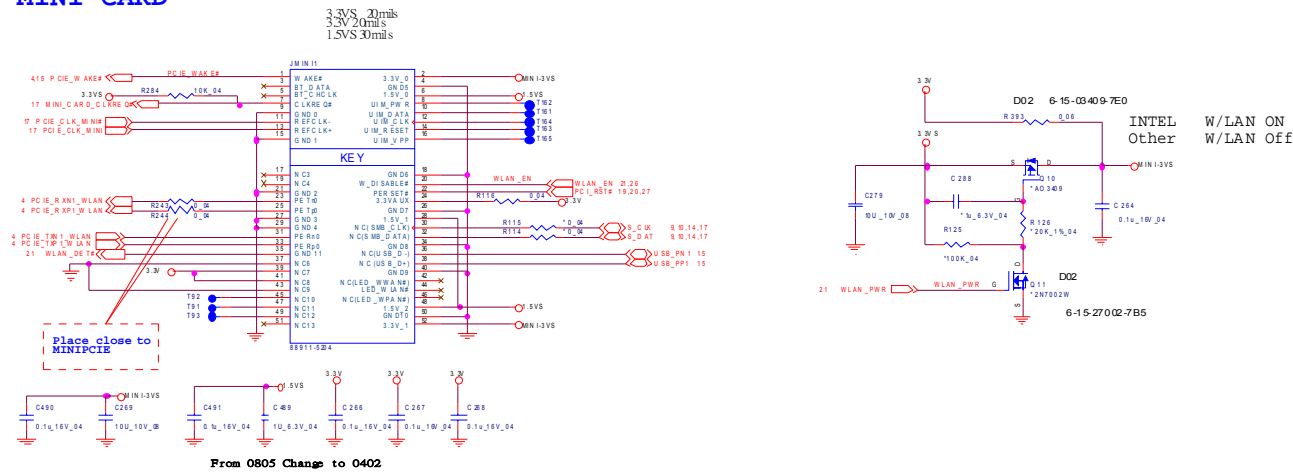 MINI CARD
3.3VS 20mils
3.3V 20mils
1.5VS 30mils
JMINI1
4,15 PCIE_WAKE#
PCIE_WAKE#
3.3VS
R284
10K_04
17 MINI_CARD_CLKREQ#
17 PCIE_CLK_MINI#
17 PCIE_CLK_MINI
1 WAKE#
3 BT_DATA
5 BT_CHCLK
7 CLKREQ#
9 GND0
11 REFCLK-
13 REFCLK+
15 GND1
3.3V_0 2
GND5 4
1.5V_0 6
UIM_PWR 8
UIM_DATA 10
UIM_CLK 12
UIM_RESET 14
UIM_VPP 16
MINI-3VS
1.5VS
T162
T161
T164
T163
T165
KEY
17 NC3
19 NC4
21 GND2
23 PETn0
25 PETp0
27 GND3
29 GND4
31 PERn0
33 PERp0
35 GND11
37 NC6
39 NC7
41 NC8
43 NC9
45 NC10
47 NC11
49 NC12
51 NC13
GND6 18
W_DISABLE# 20
PERSET# 22
3.3VAUX 24
GND7 26
1.5V_1 28
NC(SMB_CLK) 30
NC(SMB_DATA) 32
GND8 34
NC(USB_D-) 36
NC(USB_D+) 38
GND9 40
NC(LED_WWAN#) 42
LED_WLAN# 44
NC(LED_WPAN#) 46
1.5V_2 48
GND10 50
3.3V_1 52
88911-5204
4 PCIE_RXN1_WLAN
4 PCIE_RXP1_WLAN
R243 0_04
R244 0_04
4 PCIE_TXN1_WLAN
4 PCIE_TXP1_WLAN
21 WLAN_DET#
3.3V
T92
T91
T93
Place close to
MINIPCIE
WLAN_EN
WLAN_EN 21,26
PCI_RST# 19,20,27
R116 0_04
3.3V
R115 *0_04
R114 *0_04
S_CLK 9,10,14,17
S_DAT 9,10,14,17
USB_PN1 15
USB_PP1 15
1.5VS
MINI-3VS
MINI-3VS
C490
0.1u_16V_04
C269
10U_10V_08
1.5VS
C491
0.1u_16V_04
C489
1U_6.3V_04
3.3V
C266
0.1u_16V_04
3.3V
C267
0.1u_16V_04
3.3V
C268
0.1u_16V_04
From 0805 Change to 0402
3.3V
D02 6-15-03409-7E0
R393 0_06
3.3VS
S D
G
Q10
*AO3409
MINI-3VS
C279
10U_10V_08
C288
*1u_6.3V_04
R126
*20K_1%_04
R125
*100K_04
C264
0.1u_16V_04
21 WLAN_PWR
WLAN_PWR
D
G
S
Q11
*2N7002W
D02
6-15-27002-7B5
INTEL W/LAN ON
Other W/LAN Off